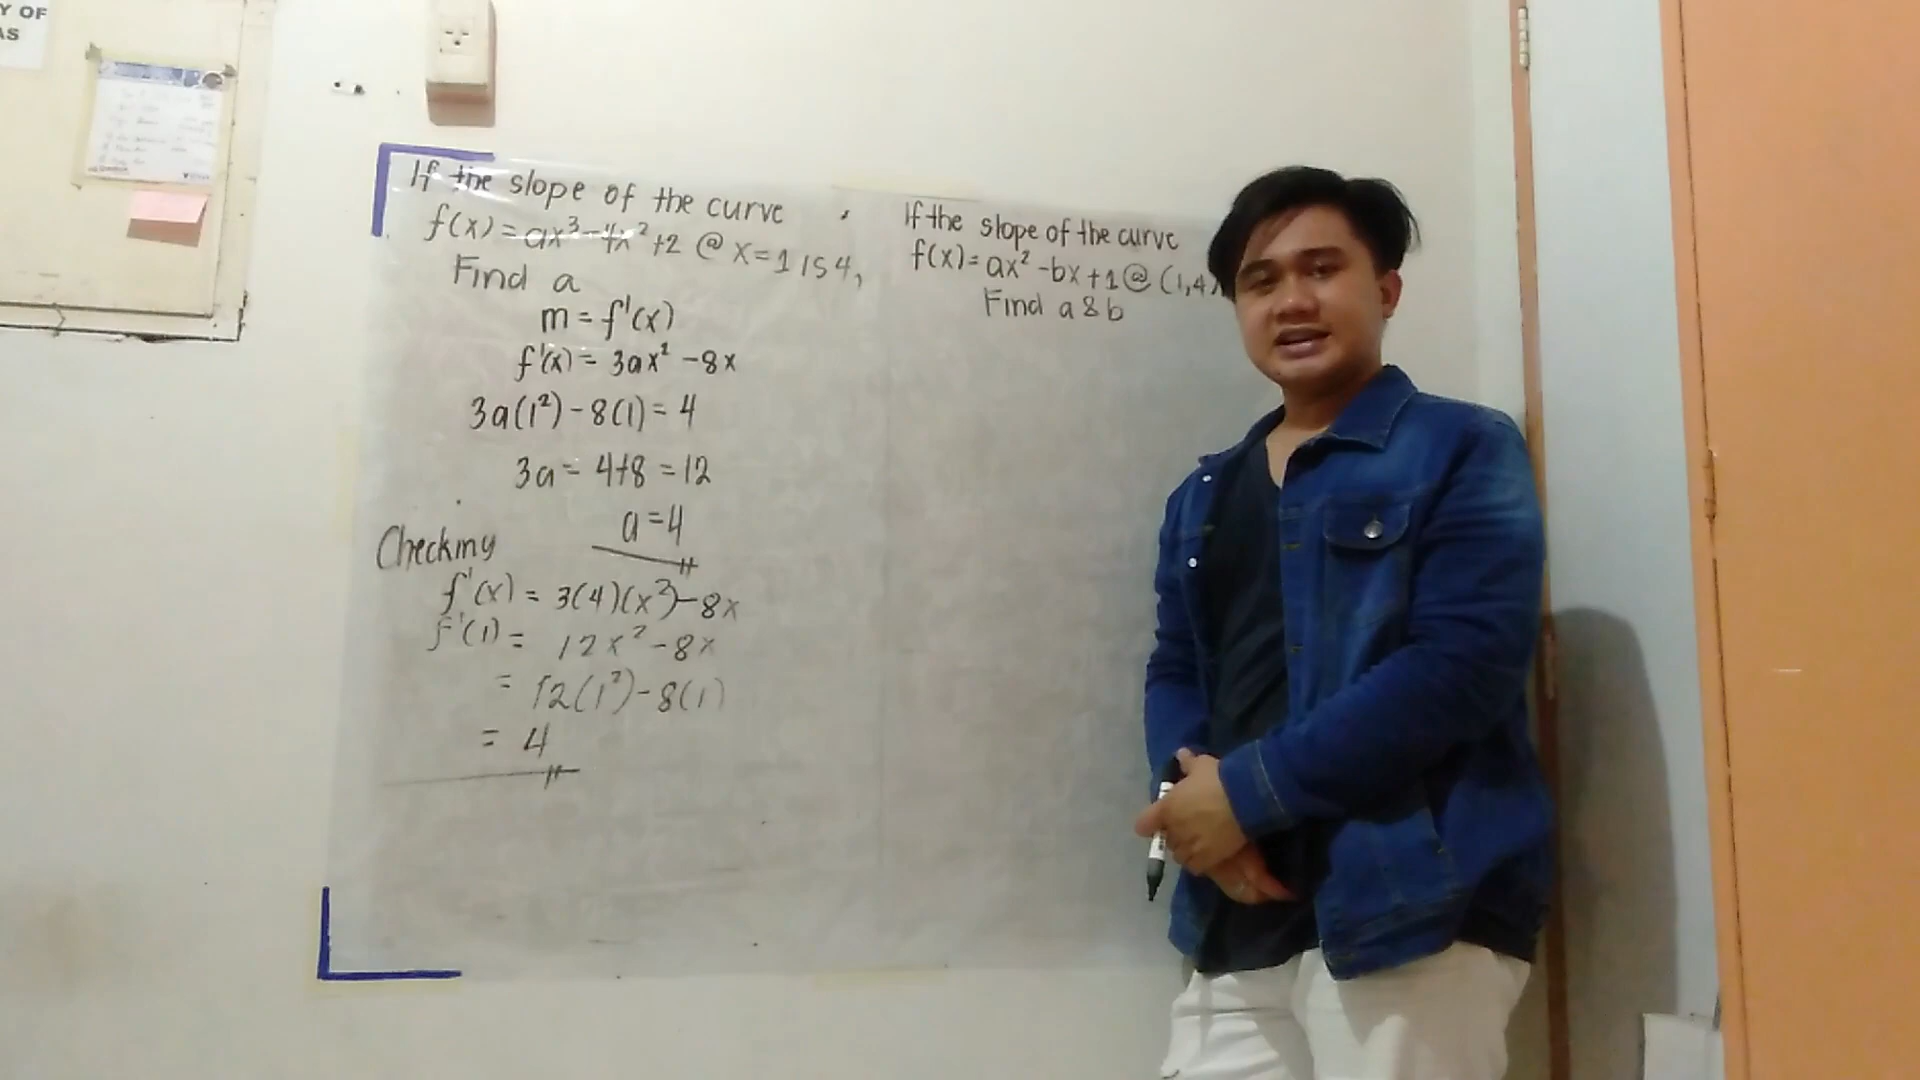 Y OF
AS
If the slope of the curve
f(x) = ax³-4x²+2 @ x=1 is 4,
Find a
m = f'(x)
f'(x) = 3ax² -8x
3a(1²) - 8(1) = 4
3a = 4+8 = 12
a = 4
Checking
f'(x) = 3(4)(x²)-8x
f'(1) = 12x²-8x
= 12(1²)-8(1)
= 4
If the slope of the curve
f(x)= ax² -bx +1 @ (1,4)
Find a & b